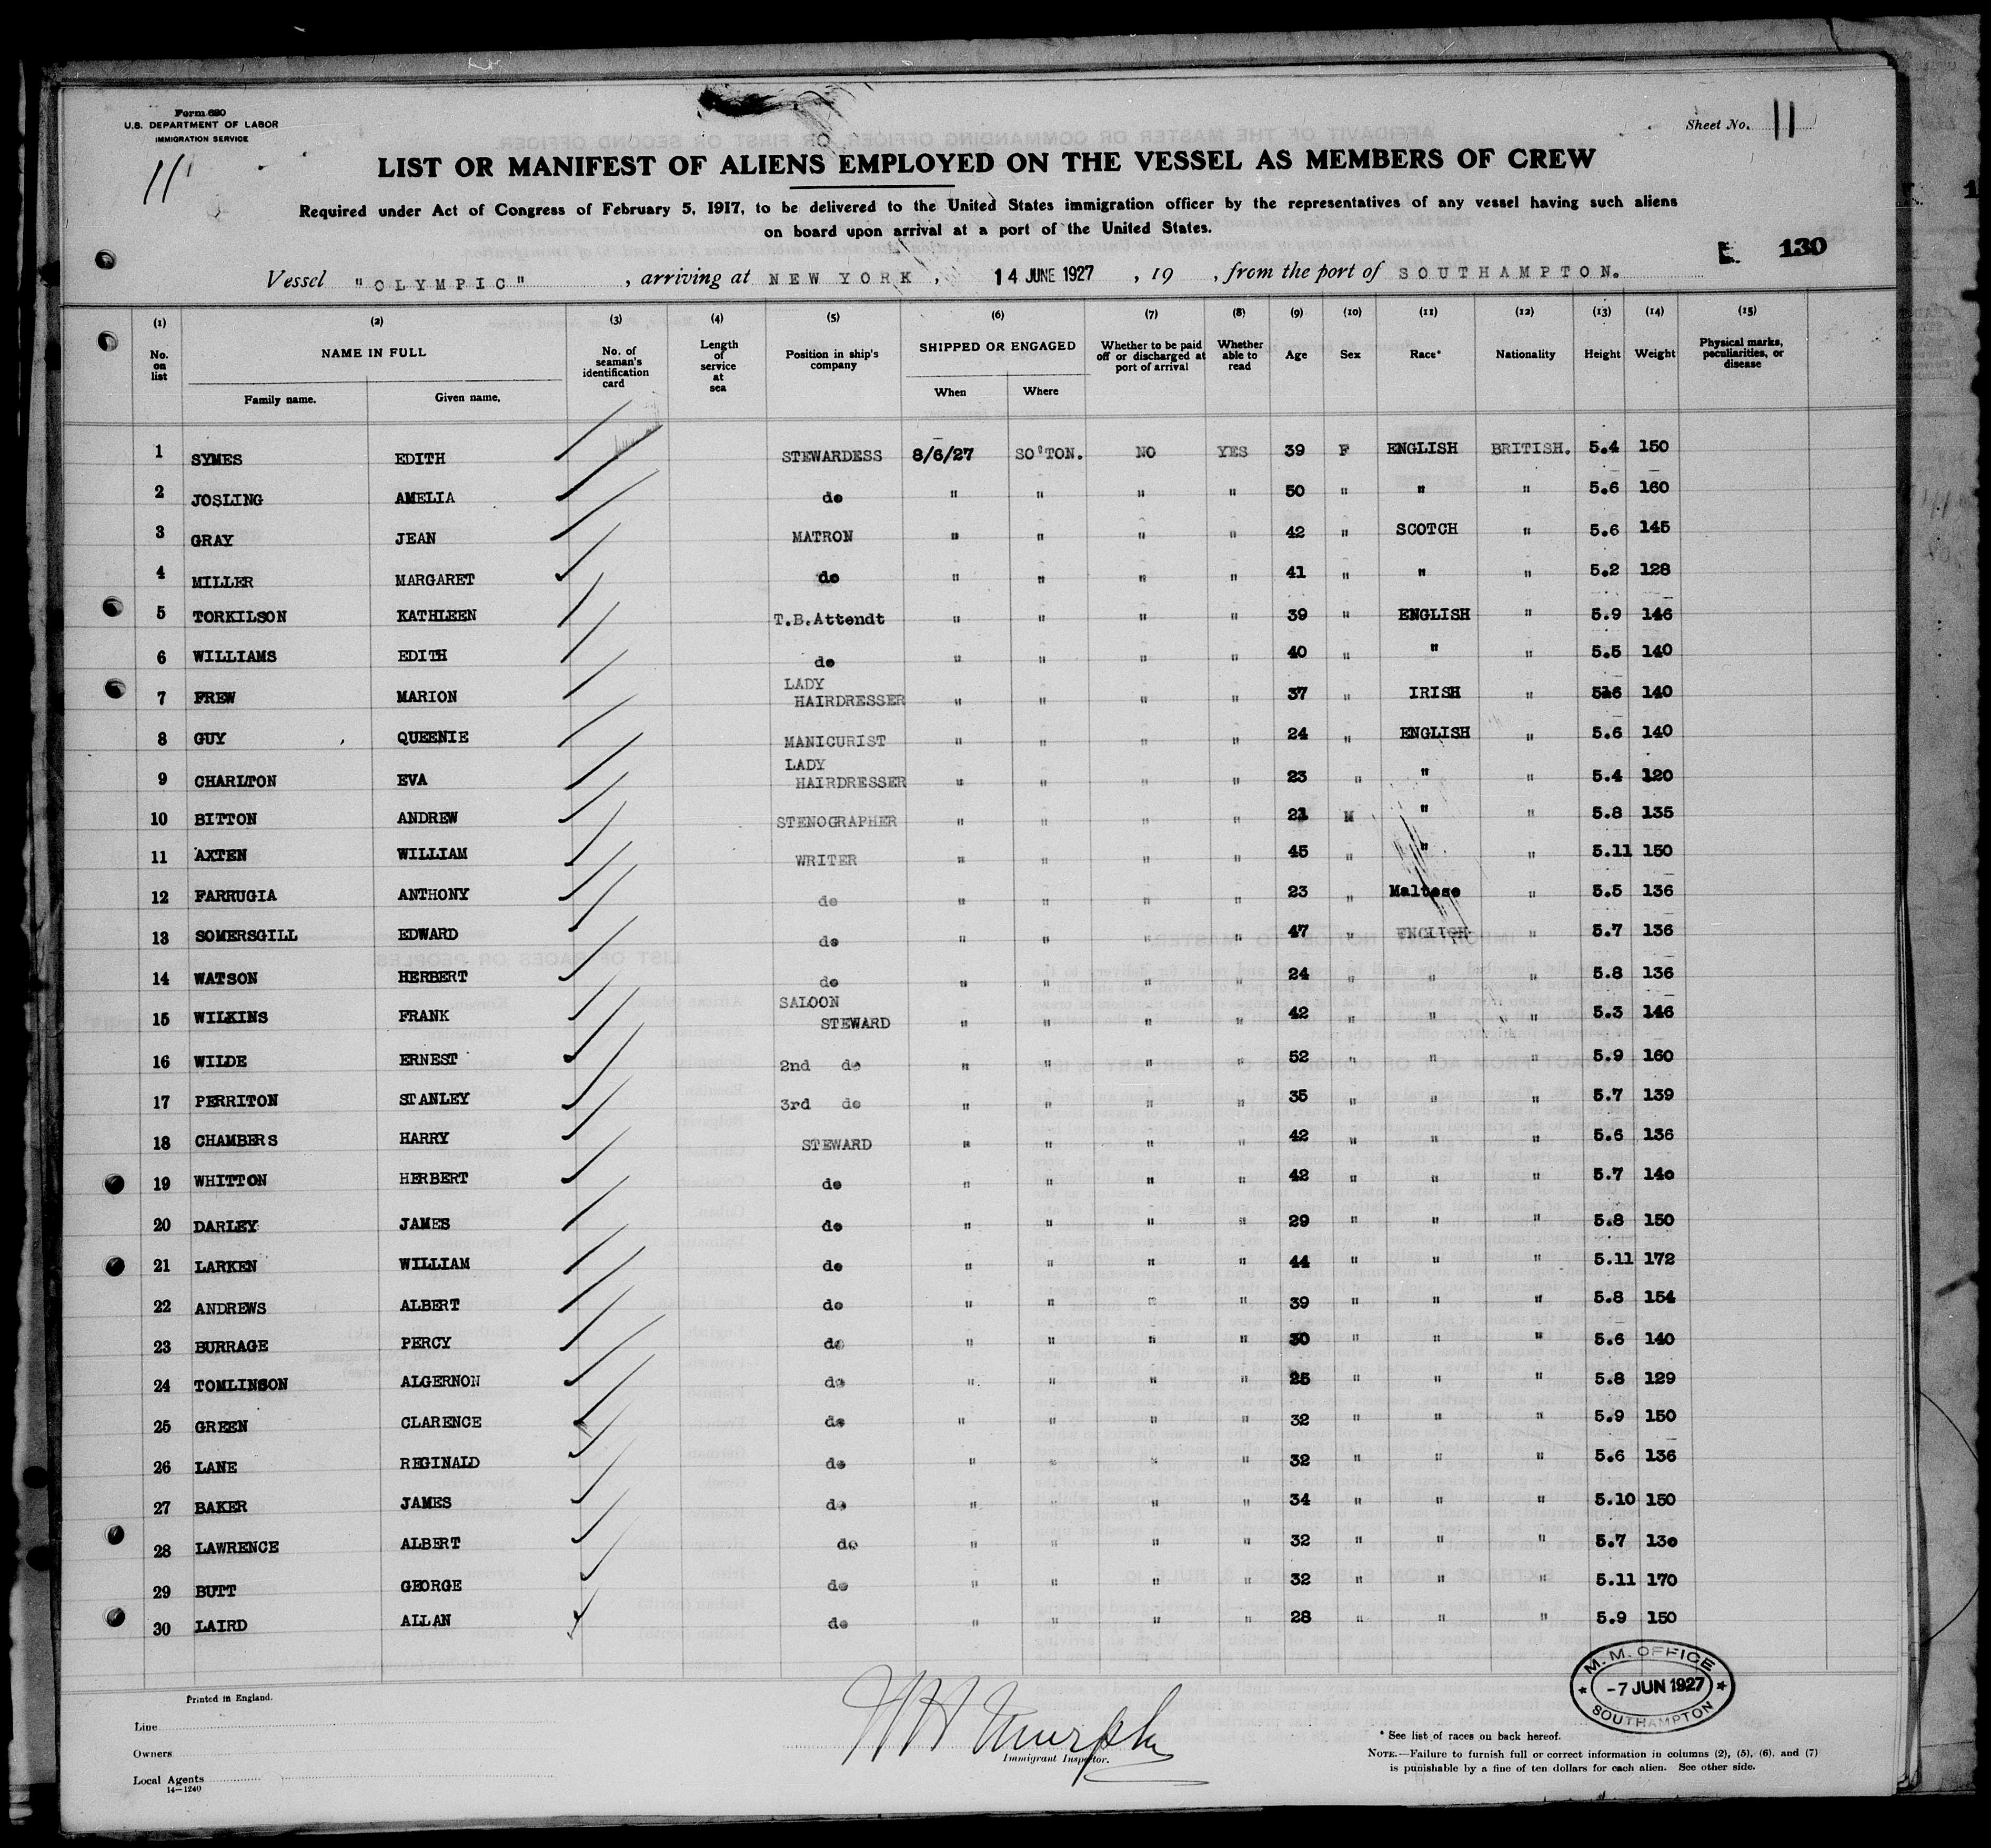 Form 680
U.S. DEPARTMENT OF LABOR
IMMIGRATION SERVICE
Sheet No. 11
11
LIST OR MANIFEST OF ALIENS EMPLOYED ON THE VESSEL AS MEMBERS OF CREW
Required under Act of Congress of February 5, 1917, to be delivered to the United States immigration officer by the representatives of any vessel having such aliens
on board upon arrival at a port of the United States.
130
Vessel "OLYMPIC" , arriving at NEW YORK , 14 JUNE 1927 , 19 , from the port of SOUTHAMPTON.
(1) (2) (3) (4) (5) (6) (7) (8) (9) (10) (11) (12) (13) (14) (15)
No. on list NAME IN FULL Family name. Given name. No. of seaman's identification card Length of service at sea Position in ship's company SHIPPED OR ENGAGED When Where Whether to be paid off or discharged at port of arrival Whether able to read Age Sex Race* Nationality Height Weight Physical marks, peculiarities, or disease
1 SYMES EDITH STEWARDESS 8/6/27 SO'TON. NO YES 39 F ENGLISH BRITISH. 5.4 150
2 JOSLING AMELIA do " " " " 50 " " " 5.6 160
3 GRAY JEAN MATRON " " " " 42 " SCOTCH " 5.6 145
4 MILLER MARGARET do " " " " 41 " " " 5.2 128
5 TORKILSON KATHLEEN T.B.Attendt " " " " 39 " ENGLISH " 5.9 146
6 WILLIAMS EDITH do " " " " 40 " " " 5.5 140
7 FREW MARION LADY HAIRDRESSER " " " " 37 " IRISH " 140
8 GUY QUEENIE MANICURIST " " " " 24 " ENGLISH " 5.6 140
9 CHARLTON EVA LADY HAIRDRESSER " " " " 23 " " " 5.4 120
10 BITTON ANDREW STENOGRAPHER " " " " M " " 5.8 135
11 AXTEN WILLIAM WRITER " " " " 45 " " " 5.11 150
12 FARRUGIA ANTHONY do " " " " 23 " Maltese " 5.5 136
13 SOMERSGILL EDWARD do " " " " 47 " ENGLISH " 5.7 136
14 WATSON HERBERT do " " " " 24 " " " 5.8 136
15 WILKINS FRANK SALOON STEWARD " " " " 42 " " " 5.3 146
16 WILDE ERNEST 2nd do " " " " 52 " " " 5.9 160
17 PERRITON STANLEY 3rd do " " " " 35 " " " 5.7 139
18 CHAMBERS HARRY STEWARD " " " " 42 " " " 5.6 136
19 WHITTON HERBERT do " " " " 42 " " " 5.7 140
20 DARLEY JAMES do " " " " 29 " " " 5.8 150
21 LARKEN WILLIAM do " " " " 44 " " " 5.11 172
22 ANDREWS ALBERT do " " " " 39 " " " 5.8 154
23 BURRAGE PERCY do " " " " 30 " " " 5.6 140
24 TOMLINSON ALGERNON do " " " " 25 " " " 5.8 129
25 GREEN CLARENCE do " " " " 32 " " " 5.9 150
26 LANE REGINALD do " " " " 32 " " " 5.6 136
27 BAKER JAMES do " " " " 34 " " " 5.10 150
28 LAWRENCE ALBERT do " " " " 32 " " " 5.7 130
29 BUTT GEORGE do " " " " 32 " " " 5.11 170
30 LAIRD ALLAN do " " " " 28 " " " 5.9 150
M. M. OFFICE
-7 JUN 1927
SOUTHAMPTON
Printed in England.
Line
Owners
Local Agents
14—1240
Murphy
Immigrant Inspector.
* See list of races on back hereof.
NOTE.—Failure to furnish full or correct information in columns (2), (5), (6), and (7)
is punishable by a fine of ten dollars for each alien. See other side.